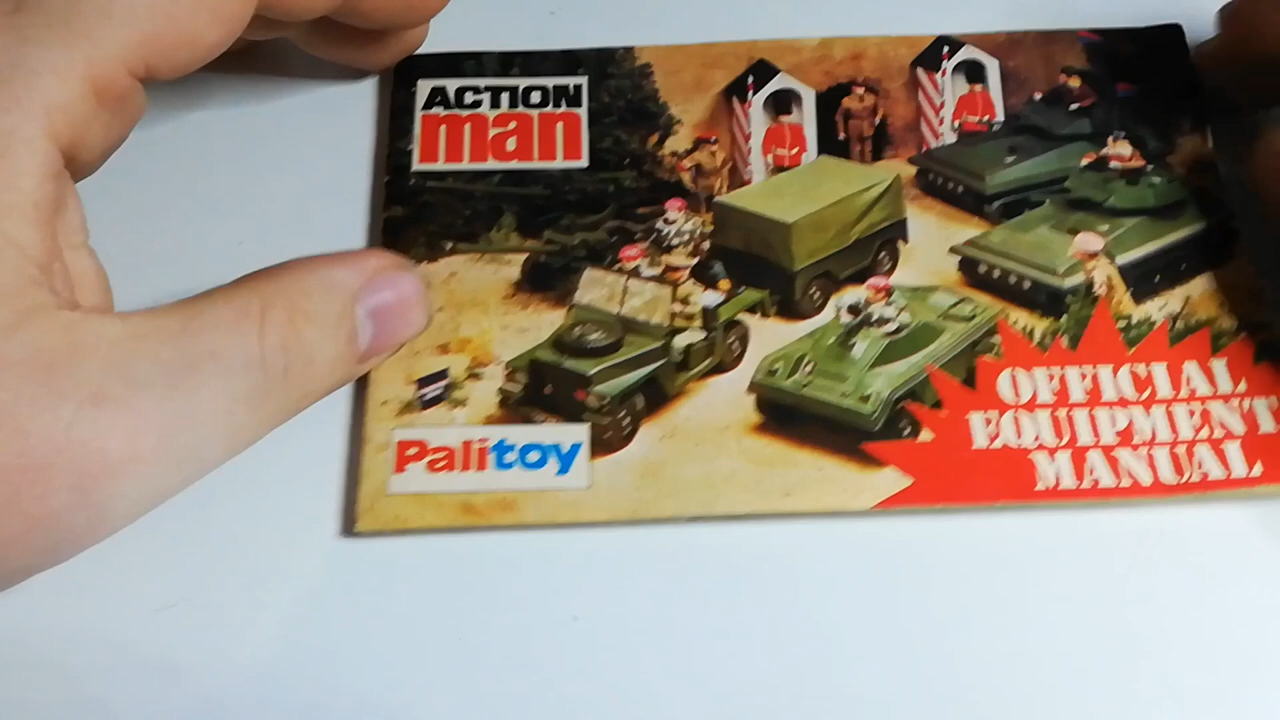 ACTION
man
Palitoy
OFFICIAL
EQUIPMENT
MANUAL